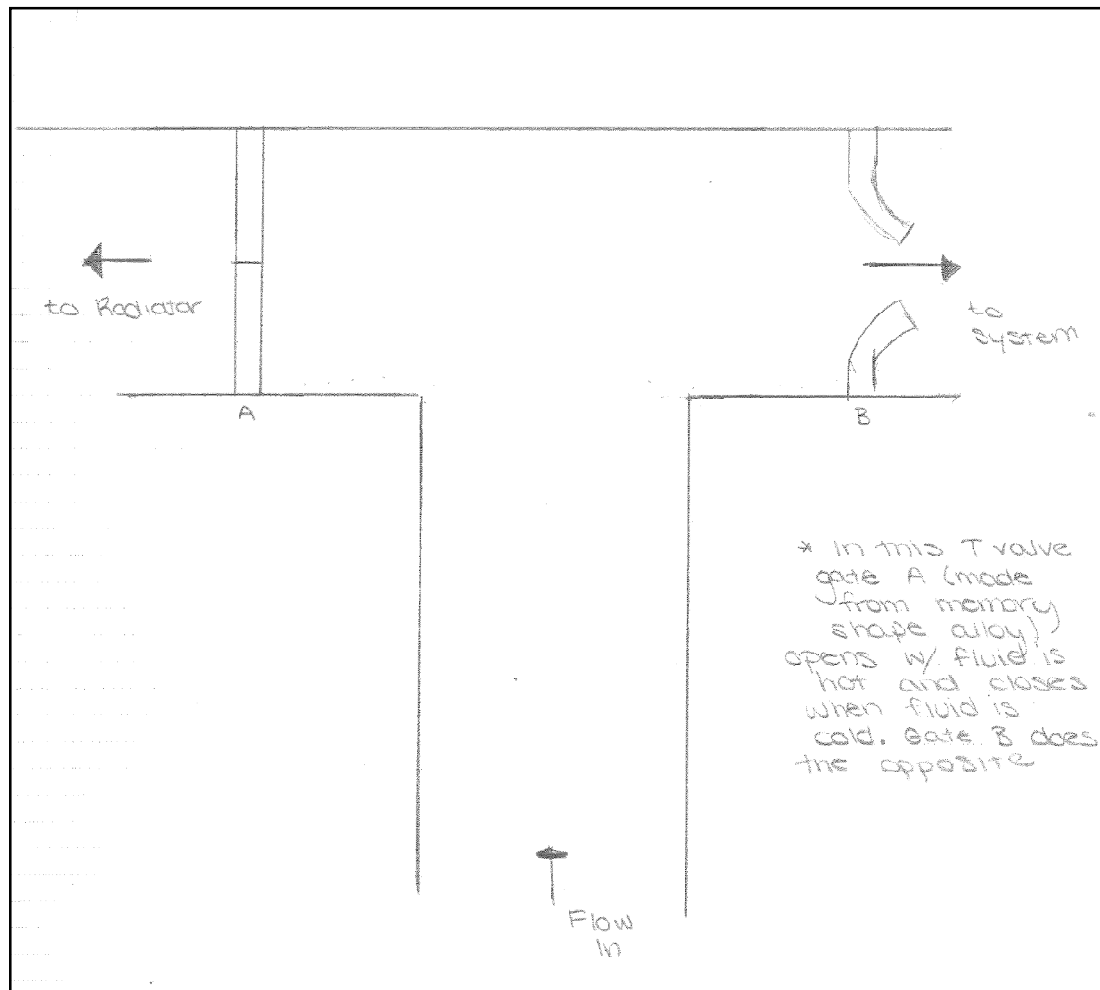 to Radiator
to
system
A
B
* In this T valve
gate A (made
from memory
shape alloy)
opens w/ fluid is
hot and closes
when fluid is
cold. Gate B does
the opposite
Flow
In